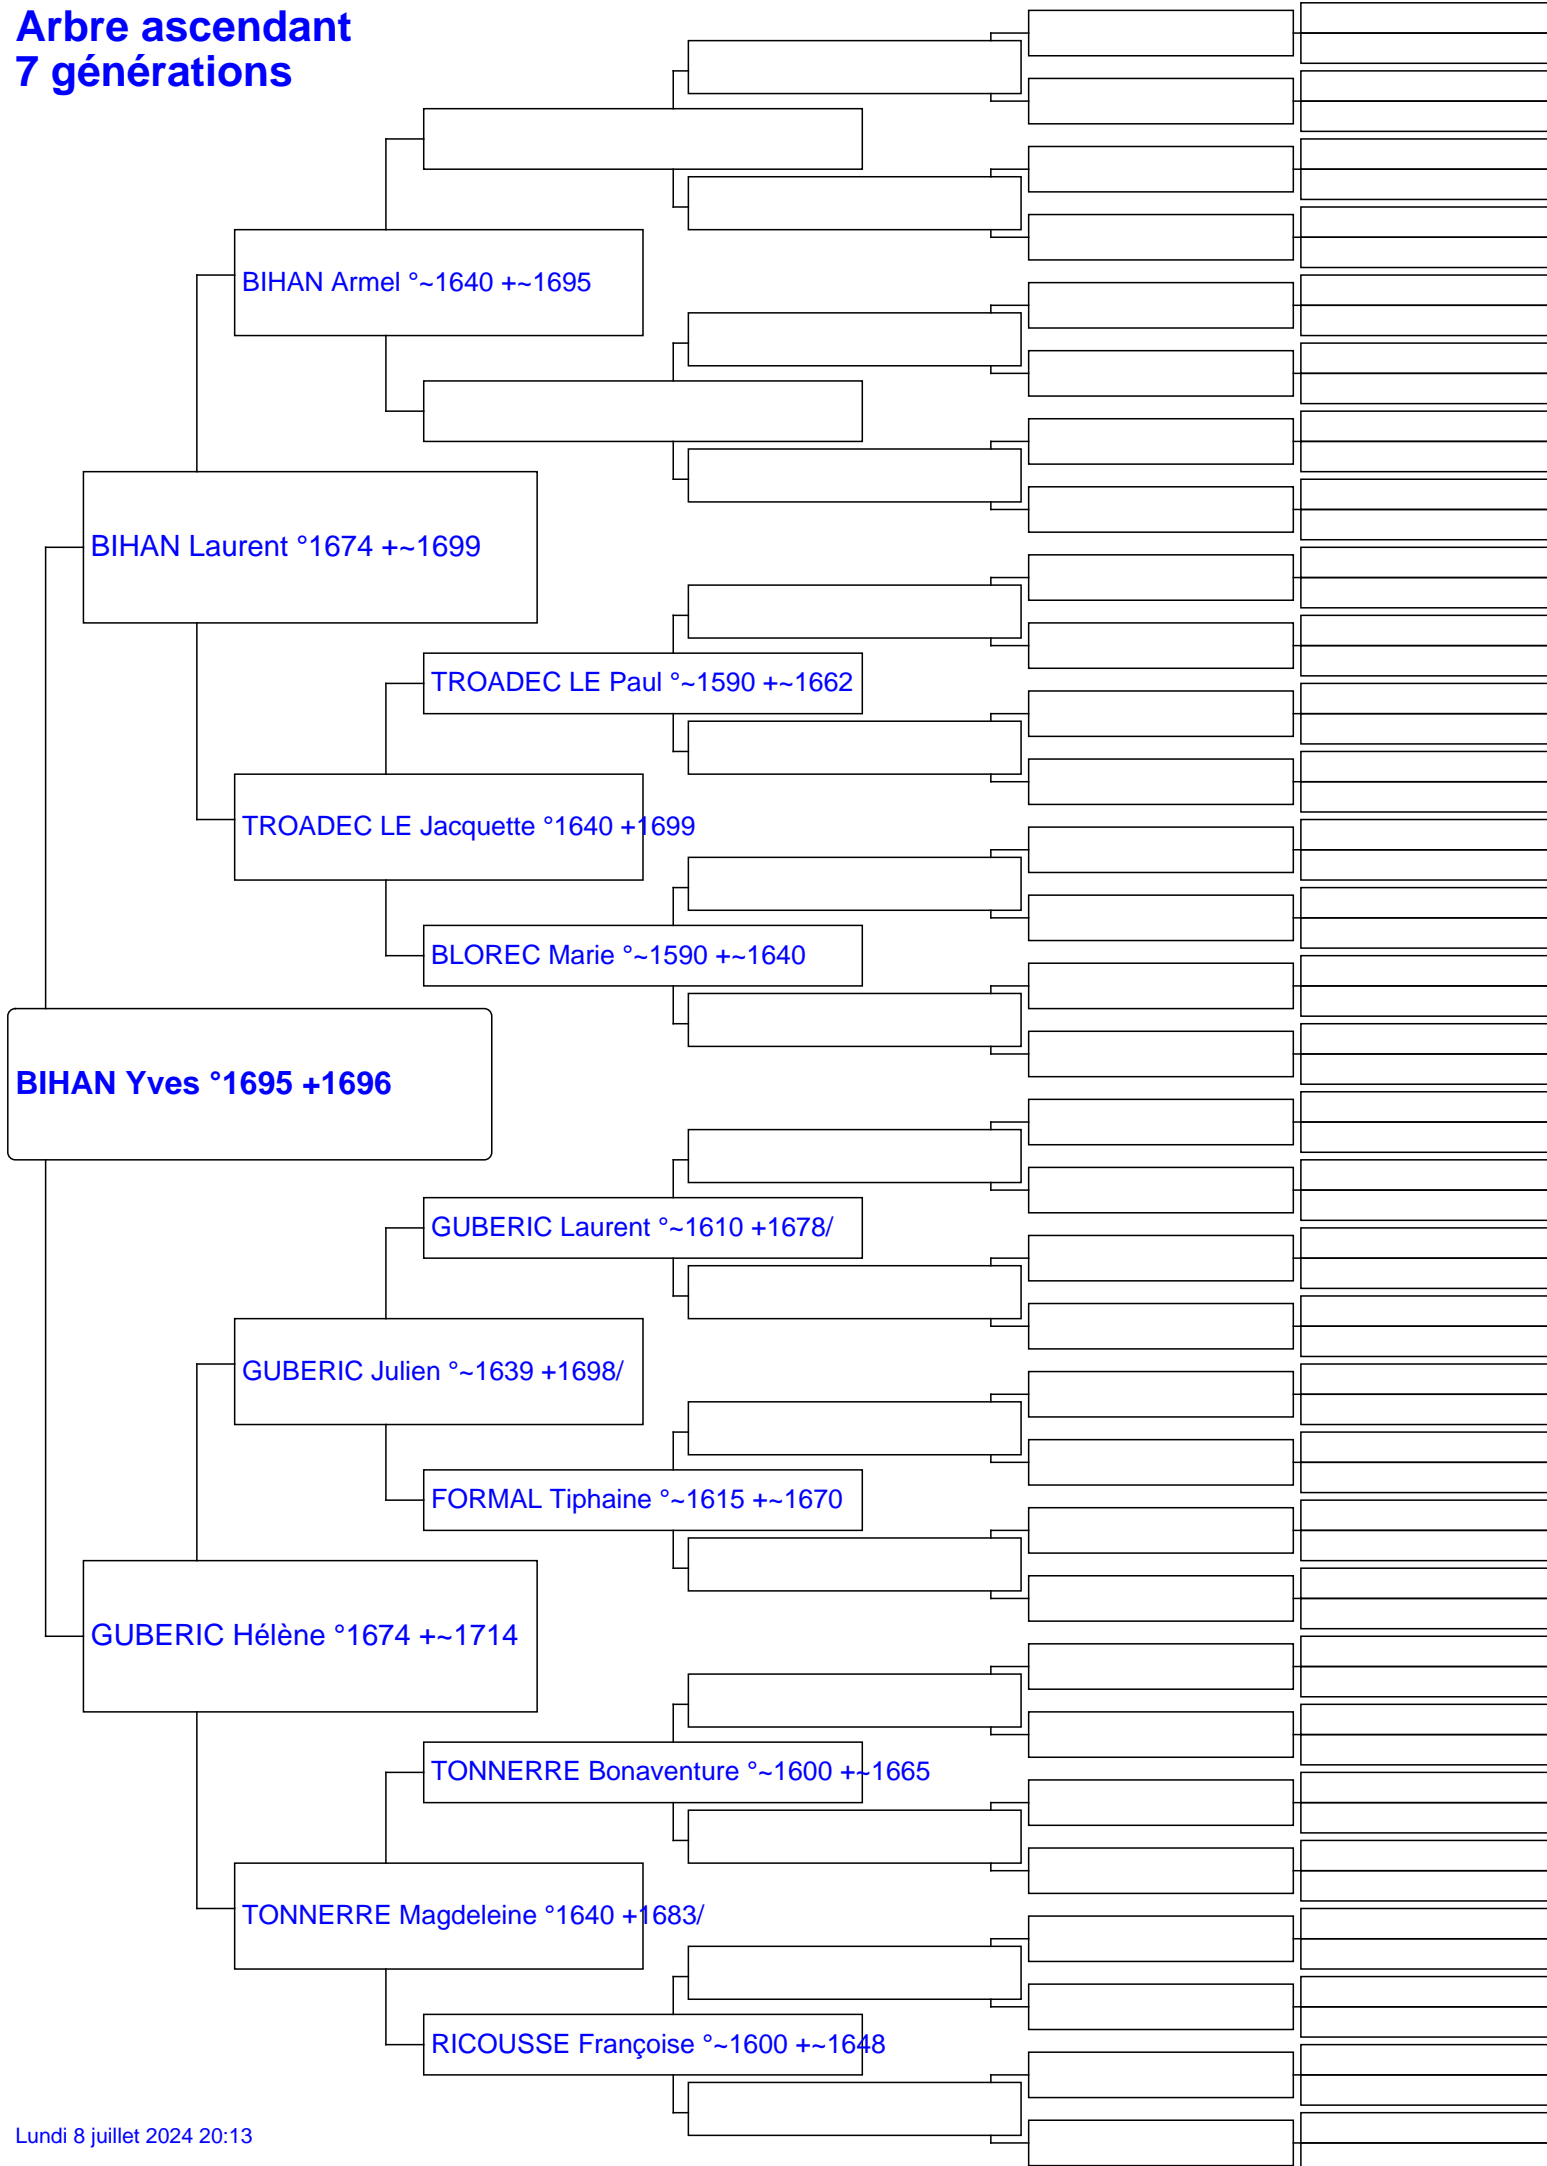 Arbre ascendant
7 générations
BIHAN Armel °~1640 +~1695
BIHAN Laurent °1674 +~1699
TROADEC LE Paul °~1590 +~1662
TROADEC LE Jacquette °1640 +1699
BLOREC Marie °~1590 +~1640
BIHAN Yves °1695 +1696
GUBERIC Laurent °~1610 +1678/
GUBERIC Julien °~1639 +1698/
FORMAL Tiphaine °~1615 +~1670
GUBERIC Hélène °1674 +~1714
TONNERRE Bonaventure °~1600 +~1665
TONNERRE Magdeleine °1640 +1683/
RICOUSSE Françoise °~1600 +~1648
Lundi 8 juillet 2024 20:13